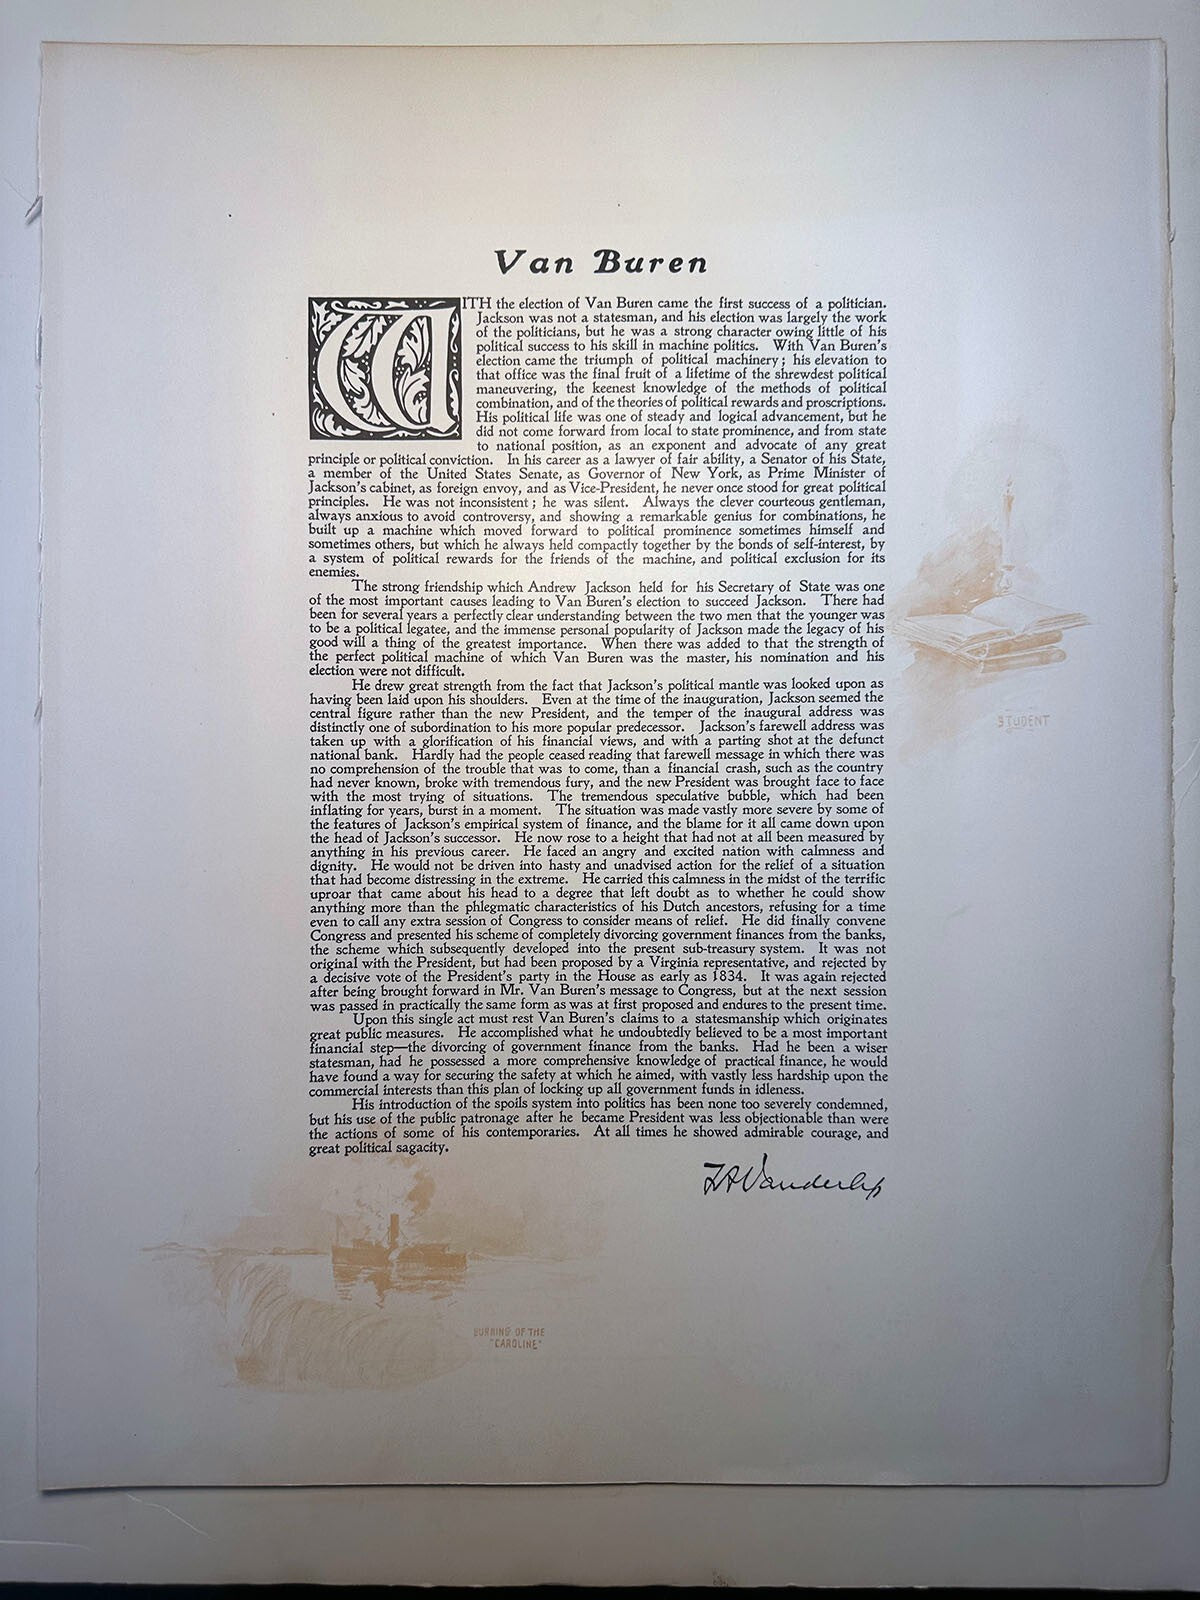 Van Buren
WITH the election of Van Buren came the first success of a politician.
Jackson was not a statesman, and his election was largely the work
of the politicians, but he was a strong character owing little of his
political success to his skill in machine politics. With Van Buren's
election came the triumph of political machinery; his elevation to
that office was the final fruit of a lifetime of the shrewdest political
maneuvering, the keenest knowledge of the methods of political
combination, and of the theories of political rewards and proscriptions.
His political life was one of steady and logical advancement, but he
did not come forward from local to state prominence, and from state
to national position, as an exponent and advocate of any great
principle or political conviction. In his career as a lawyer of fair ability, a Senator of his State,
a member of the United States Senate, as Governor of New York, as Prime Minister of
Jackson's cabinet, as foreign envoy, and as Vice-President, he never once stood for great political
principles. He was not inconsistent; he was silent. Always the clever courteous gentleman,
always anxious to avoid controversy, and showing a remarkable genius for combinations, he
built up a machine which moved forward to political prominence sometimes himself and
sometimes others, but which he always held compactly together by the bonds of self-interest, by
a system of political rewards for the friends of the machine, and political exclusion for its
enemies.
The strong friendship which Andrew Jackson held for his Secretary of State was one
of the most important causes leading to Van Buren's election to succeed Jackson. There had
been for several years a perfectly clear understanding between the two men that the younger was
to be a political legatee, and the immense personal popularity of Jackson made the legacy of his
good will a thing of the greatest importance. When there was added to that the strength of
the perfect political machine of which Van Buren was the master, his nomination and his
election were not difficult.
He drew great strength from the fact that Jackson's political mantle was looked upon as
having been laid upon his shoulders. Even at the time of the inauguration, Jackson seemed the
central figure rather than the new President, and the temper of the inaugural address was
distinctly one of subordination to his more popular predecessor. Jackson's farewell address was
taken up with a glorification of his financial views, and with a parting shot at the defunct
national bank. Hardly had the people ceased reading that farewell message in which there was
no comprehension of the trouble that was to come, than a financial crash, such as the country
had never known, broke with tremendous fury, and the new President was brought face to face
with the most trying of situations. The tremendous speculative bubble, which had been
inflating for years, burst in a moment. The situation was made vastly more severe by some of
the features of Jackson's empirical system of finance, and the blame for it all came down upon
the head of Jackson's successor. He now rose to a height that had not at all been measured by
anything in his previous career. He faced an angry and excited nation with calmness and
dignity. He would not be driven into hasty and unadvised action for the relief of a situation
that had become distressing in the extreme. He carried this calmness in the midst of the terrific
uproar that came about his head to a degree that left doubt as to whether he could show
anything more than the phlegmatic characteristics of his Dutch ancestors, refusing for a time
even to call any extra session of Congress to consider means of relief. He did finally convene
Congress and presented his scheme of completely divorcing government finances from the banks,
the scheme which subsequently developed into the present sub-treasury system. It was not
original with the President, but had been proposed by a Virginia representative, and rejected by
a decisive vote of the President's party in the House as early as 1834. It was again rejected
after being brought forward in Mr. Van Buren's message to Congress, but at the next session
was passed in practically the same form as was at first proposed and endures to the present time.
Upon this single act must rest Van Buren's claims to a statesmanship which originates
great public measures. He accomplished what he undoubtedly believed to be a most important
financial step—the divorcing of government finance from the banks. Had he been a wiser
statesman, had he possessed a more comprehensive knowledge of practical finance, he would
have found a way for securing the safety at which he aimed, with vastly less hardship upon the
commercial interests than this plan of locking up all government funds in idleness.
His introduction of the spoils system into politics has been none too severely condemned,
but his use of the public patronage after he became President was less objectionable than were
the actions of some of his contemporaries. At all times he showed admirable courage, and
great political sagacity.
FAVanderlip
STUDENT
BURNING OF THE
"CAROLINE"